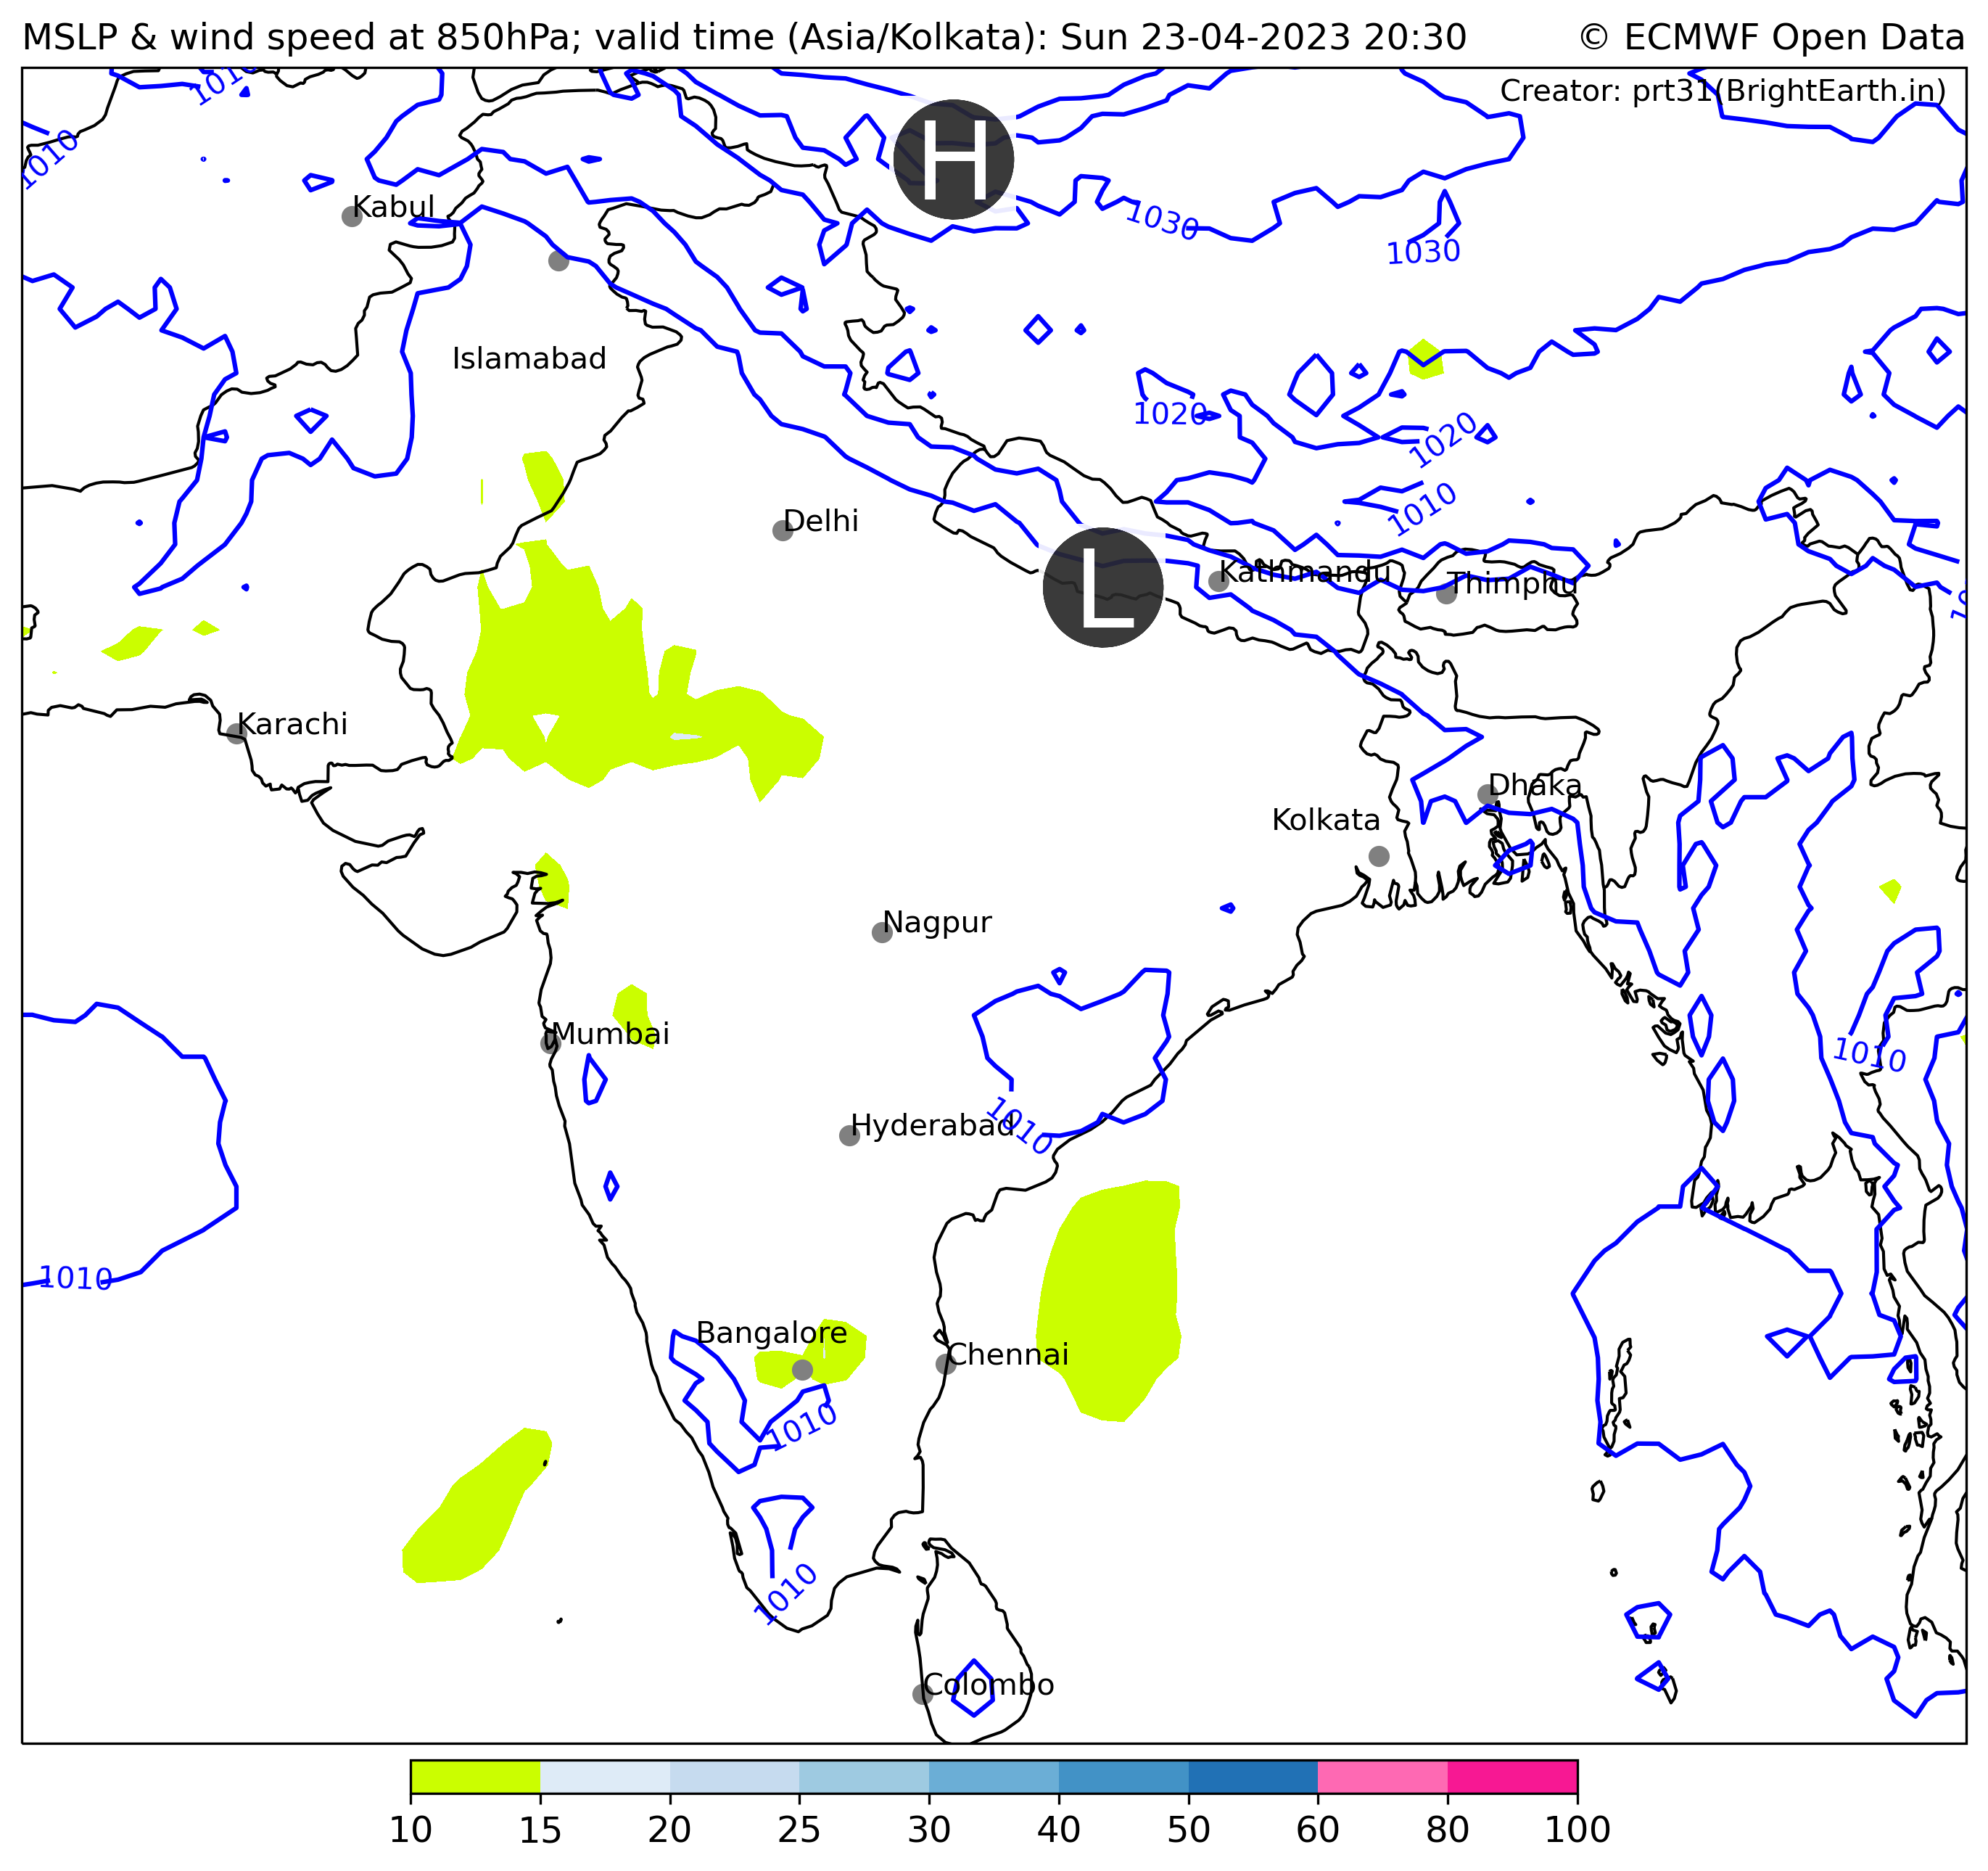 MSLP & wind speed at 850hPa; valid time (Asia/Kolkata): Sun 23-04-2023 20:30
© ECMWF Open Data
Creator: prt31(BrightEarth.in)
1010
H
1010
Kabul
1030
1030
Islamabad
1020
1020
1010
Delhi
L
Kathmandu
Thimphu
10
Karachi
Dhaka
Kolkata
Nagpur
Mumbai
1010
Hyderabad
1010
1010
Bangalore
Chennai
1010
1010
Colombo
10 15 20 25 30 40 50 60 80 100